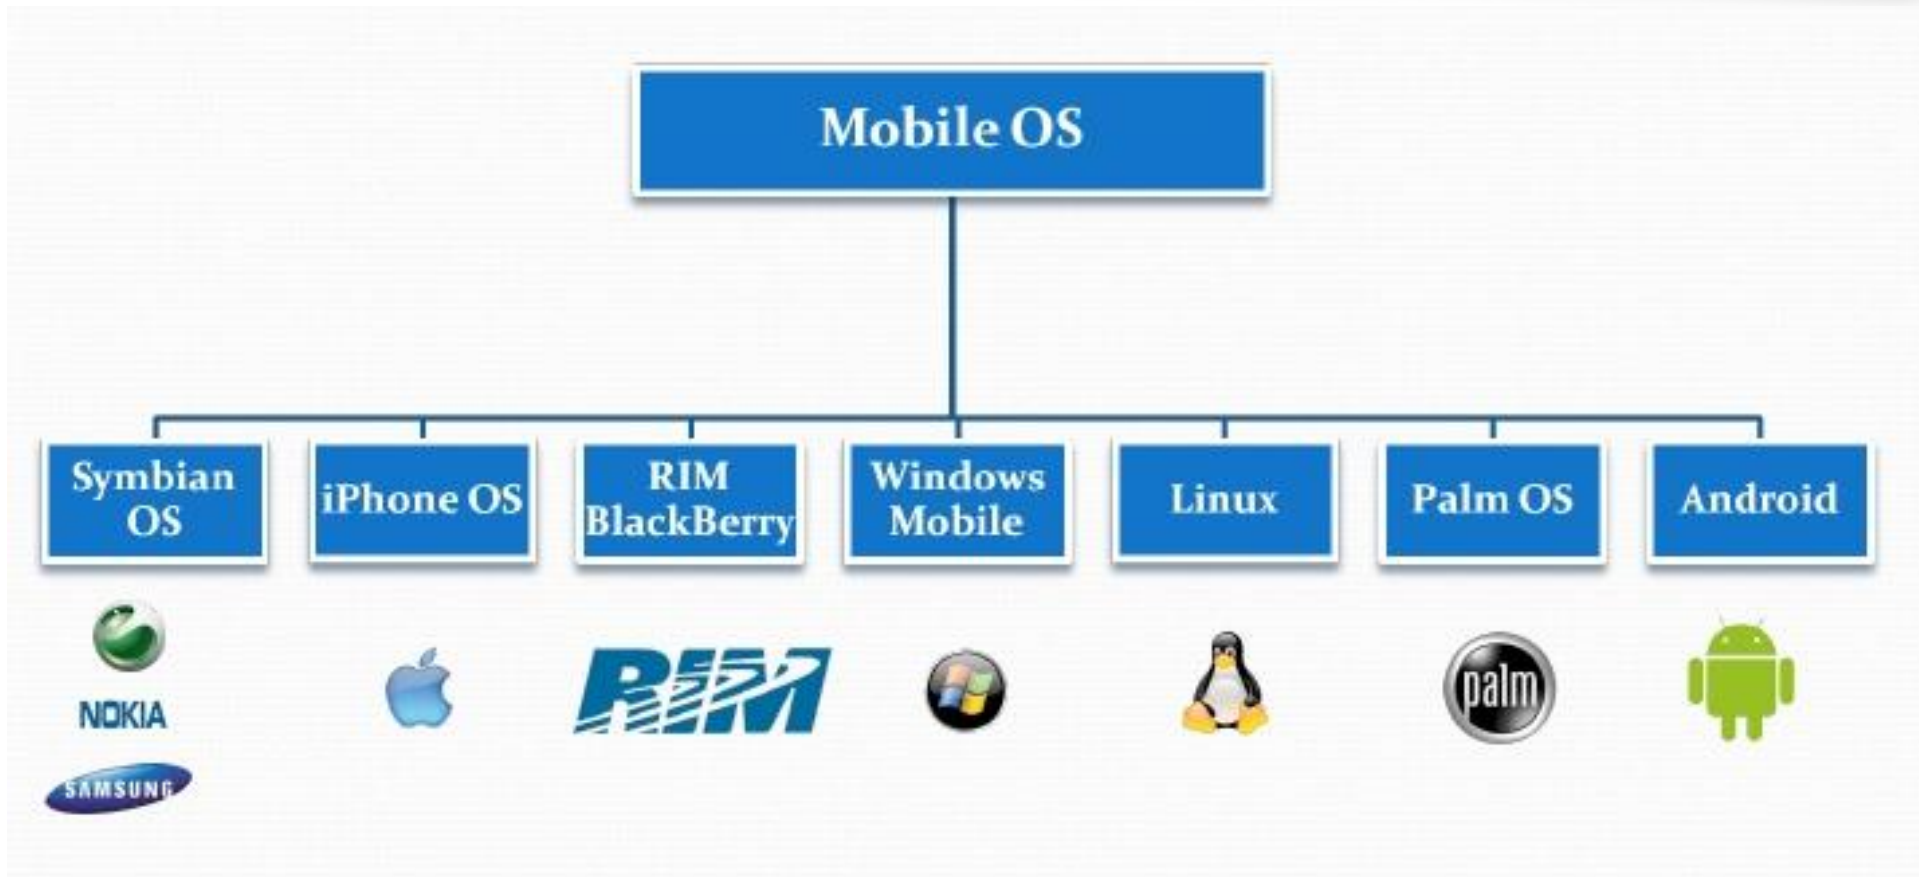 Mobile OS
Symbian
OS
iPhone OS
RIM
BlackBerry
Windows
Mobile
Linux
Palm OS
Android
NOKIA
SAMSUNG
RIM
palm